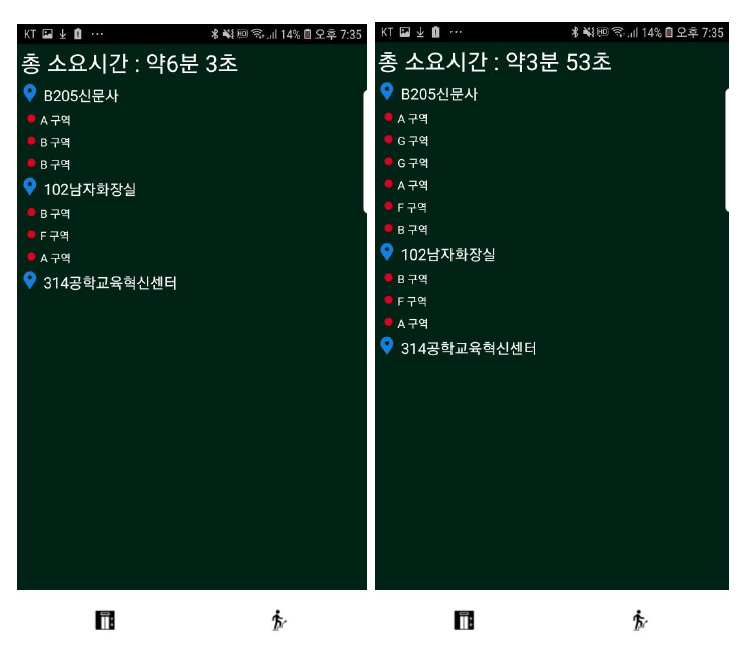 KT ... HD 14% 오후 7:35
총 소요시간 : 약6분 3초
B205신문사
A 구역
B 구역
B 구역
102남자화장실
B 구역
F 구역
A 구역
314공학교육혁신센터
KT ... HD 14% 오후 7:35
총 소요시간 : 약3분 53초
B205신문사
A 구역
G 구역
G 구역
A 구역
F 구역
B 구역
102남자화장실
B 구역
F 구역
A 구역
314공학교육혁신센터